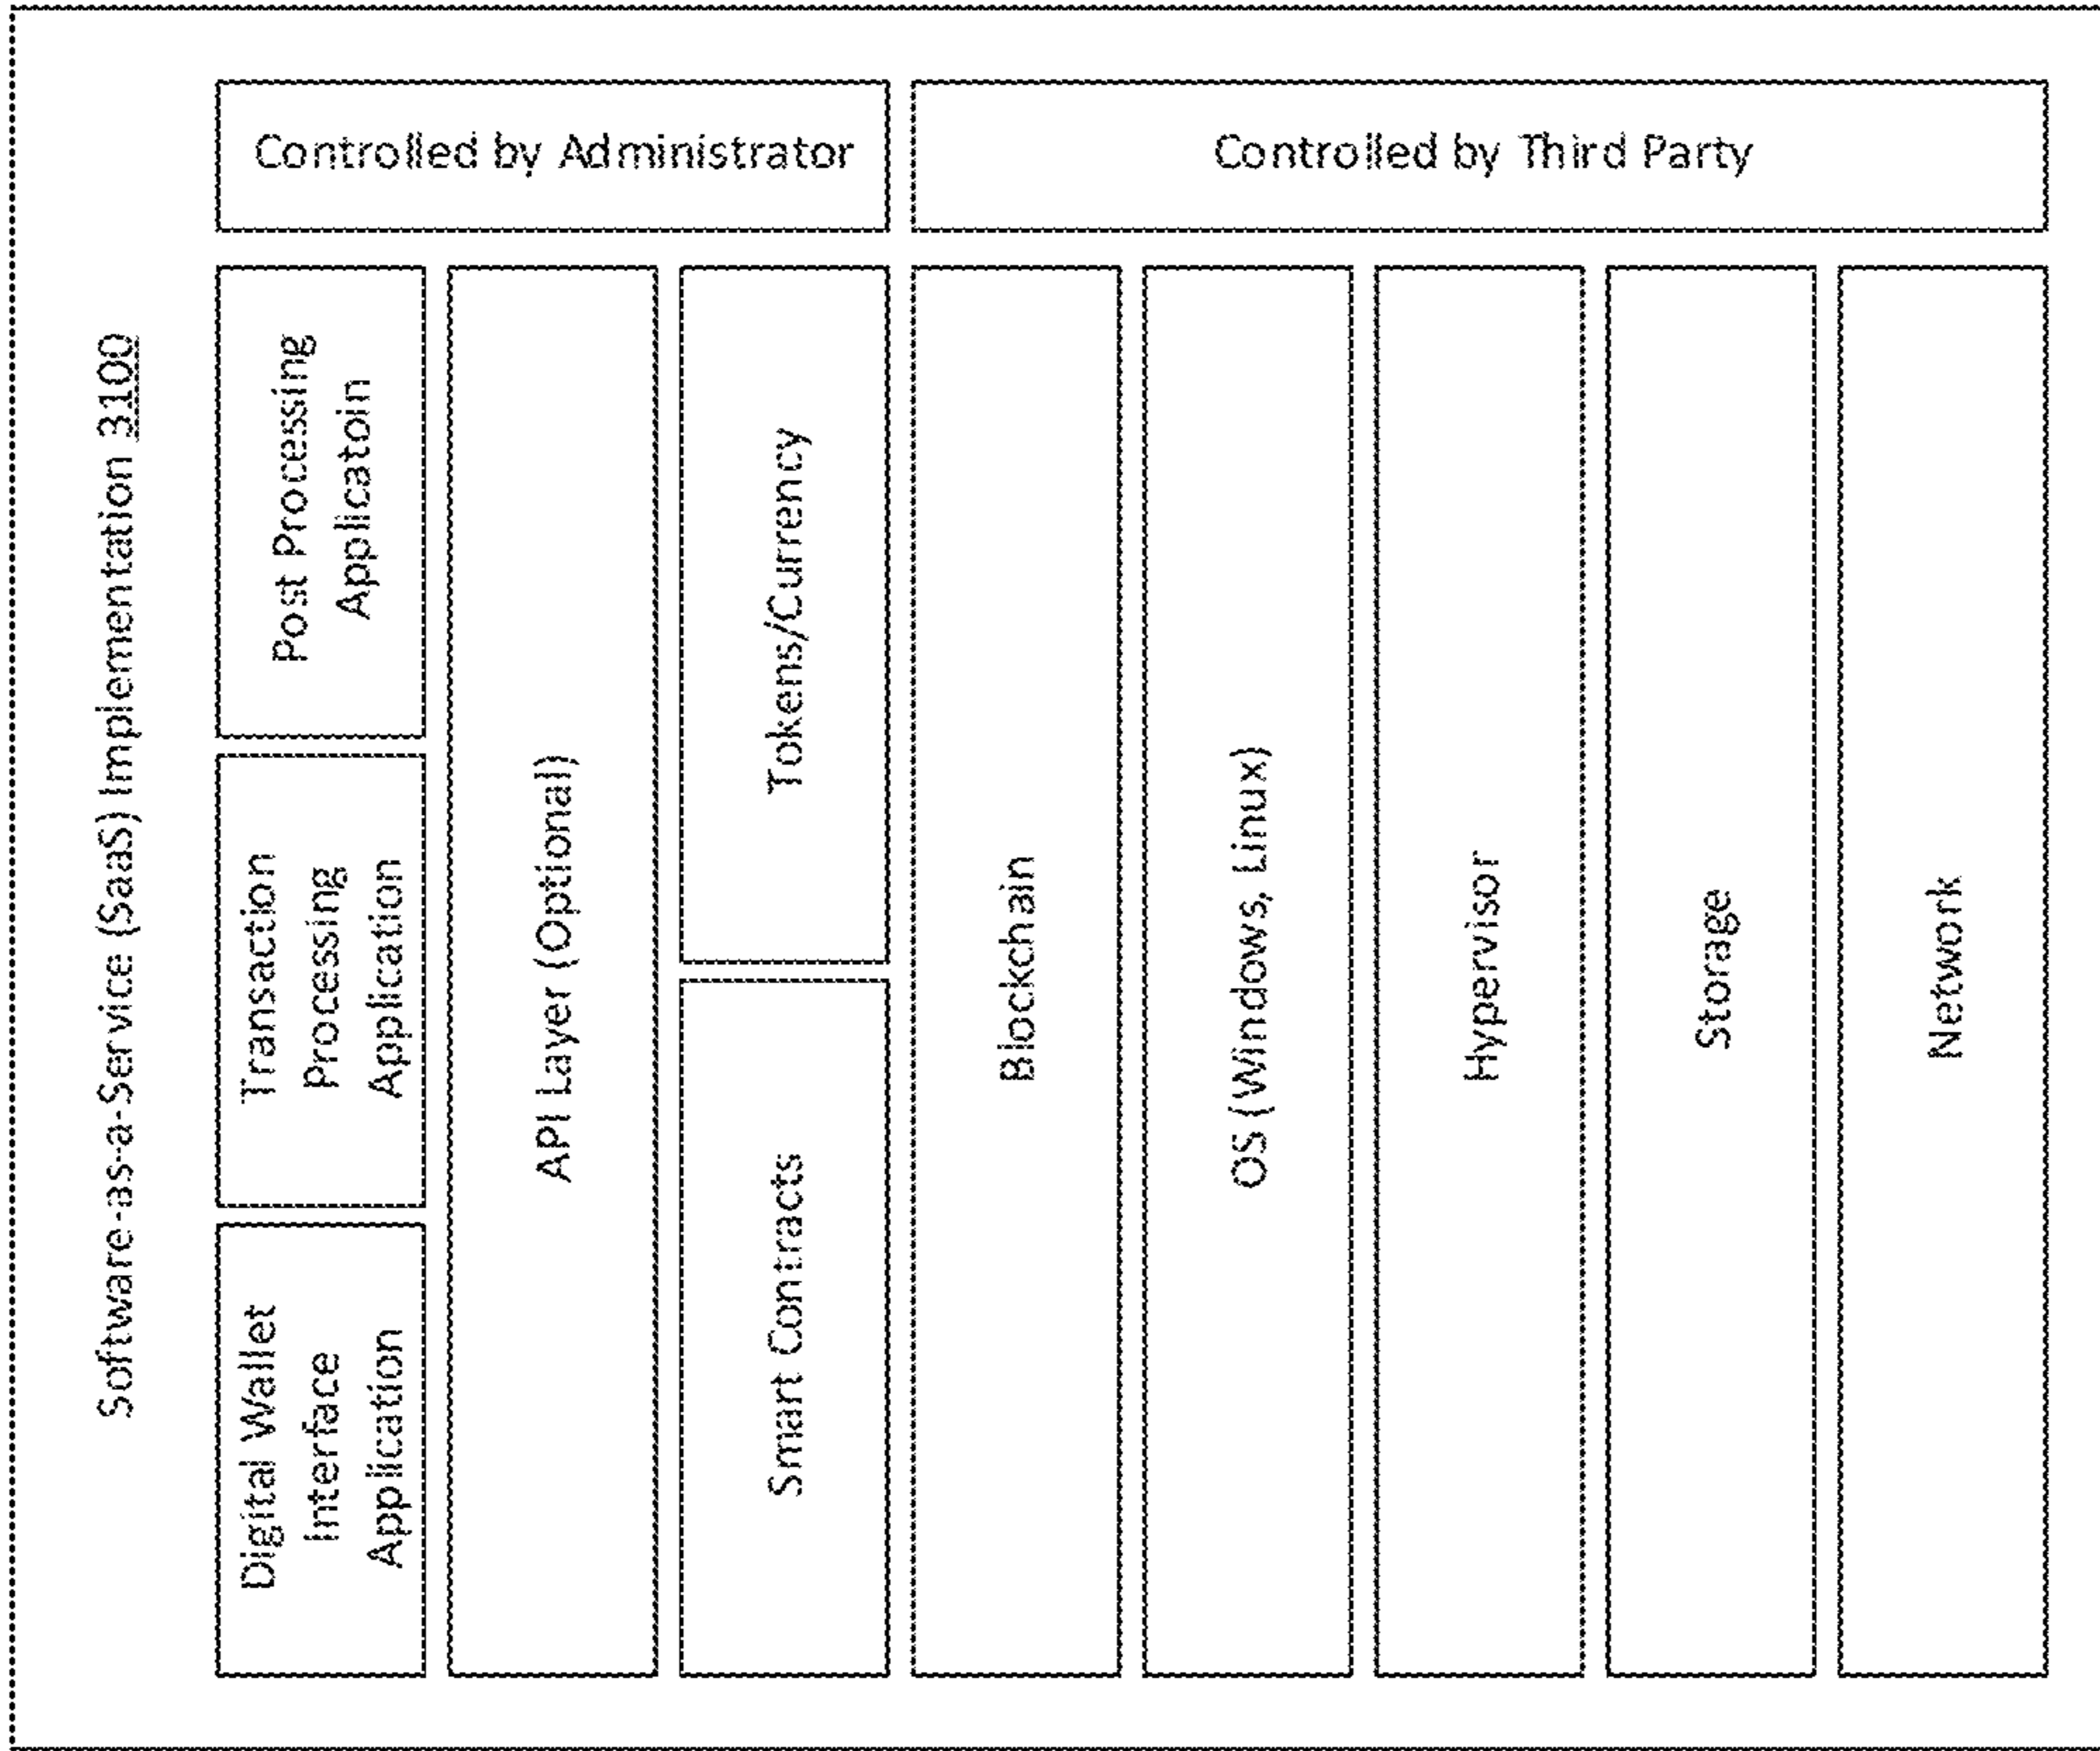 Software-as-a-Service (SaaS) Implementation 3100
Digital Wallet
Interface
Application
Transaction
Processing
Application
Post Processing
Applicatoin
Controlled by Administrator
API Layer (Optional)
Smart Contracts
Tokens/Currency
Blockchain
Controlled by Third Party
OS (Windows, Linux)
Hypervisor
Storage
Network